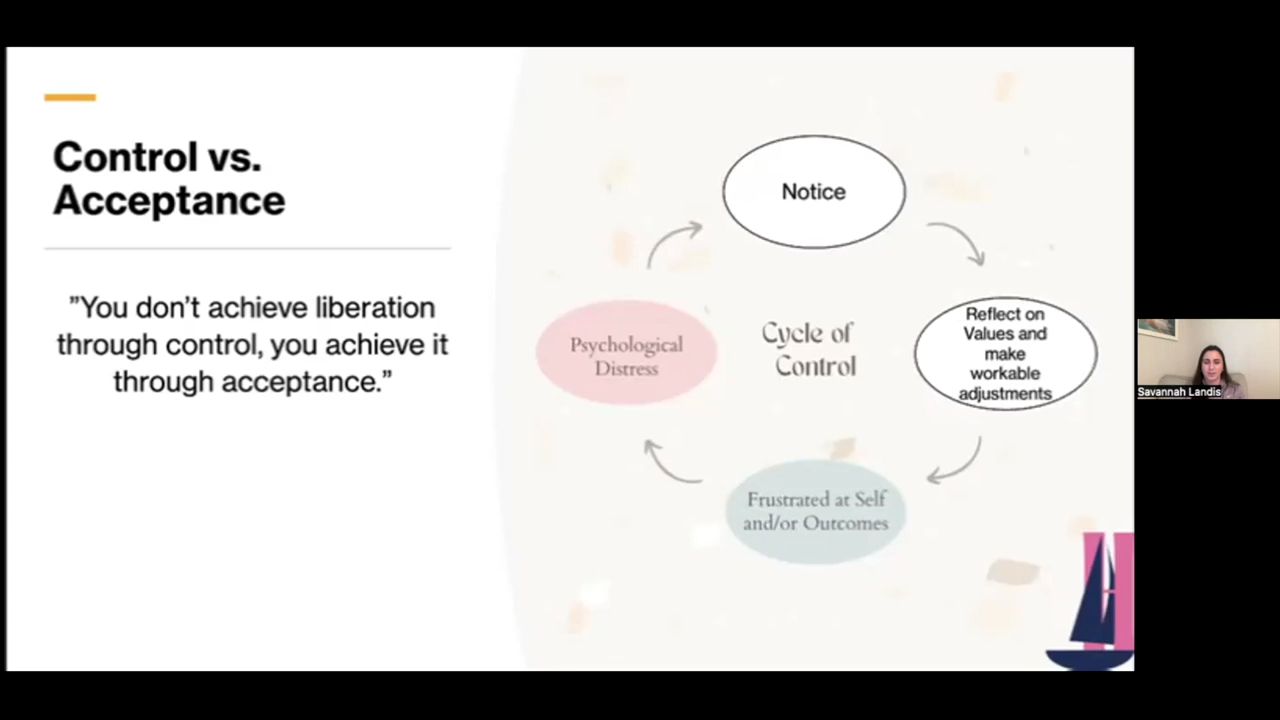 Control vs.
Acceptance
”You don’t achieve liberation
through control, you achieve it
through acceptance.”
Notice
Reflect on
Values and
make
workable
adjustments
Cycle of
Control
Psychological
Distress
Frustrated at Self
and/or Outcomes
H
Savannah Landis